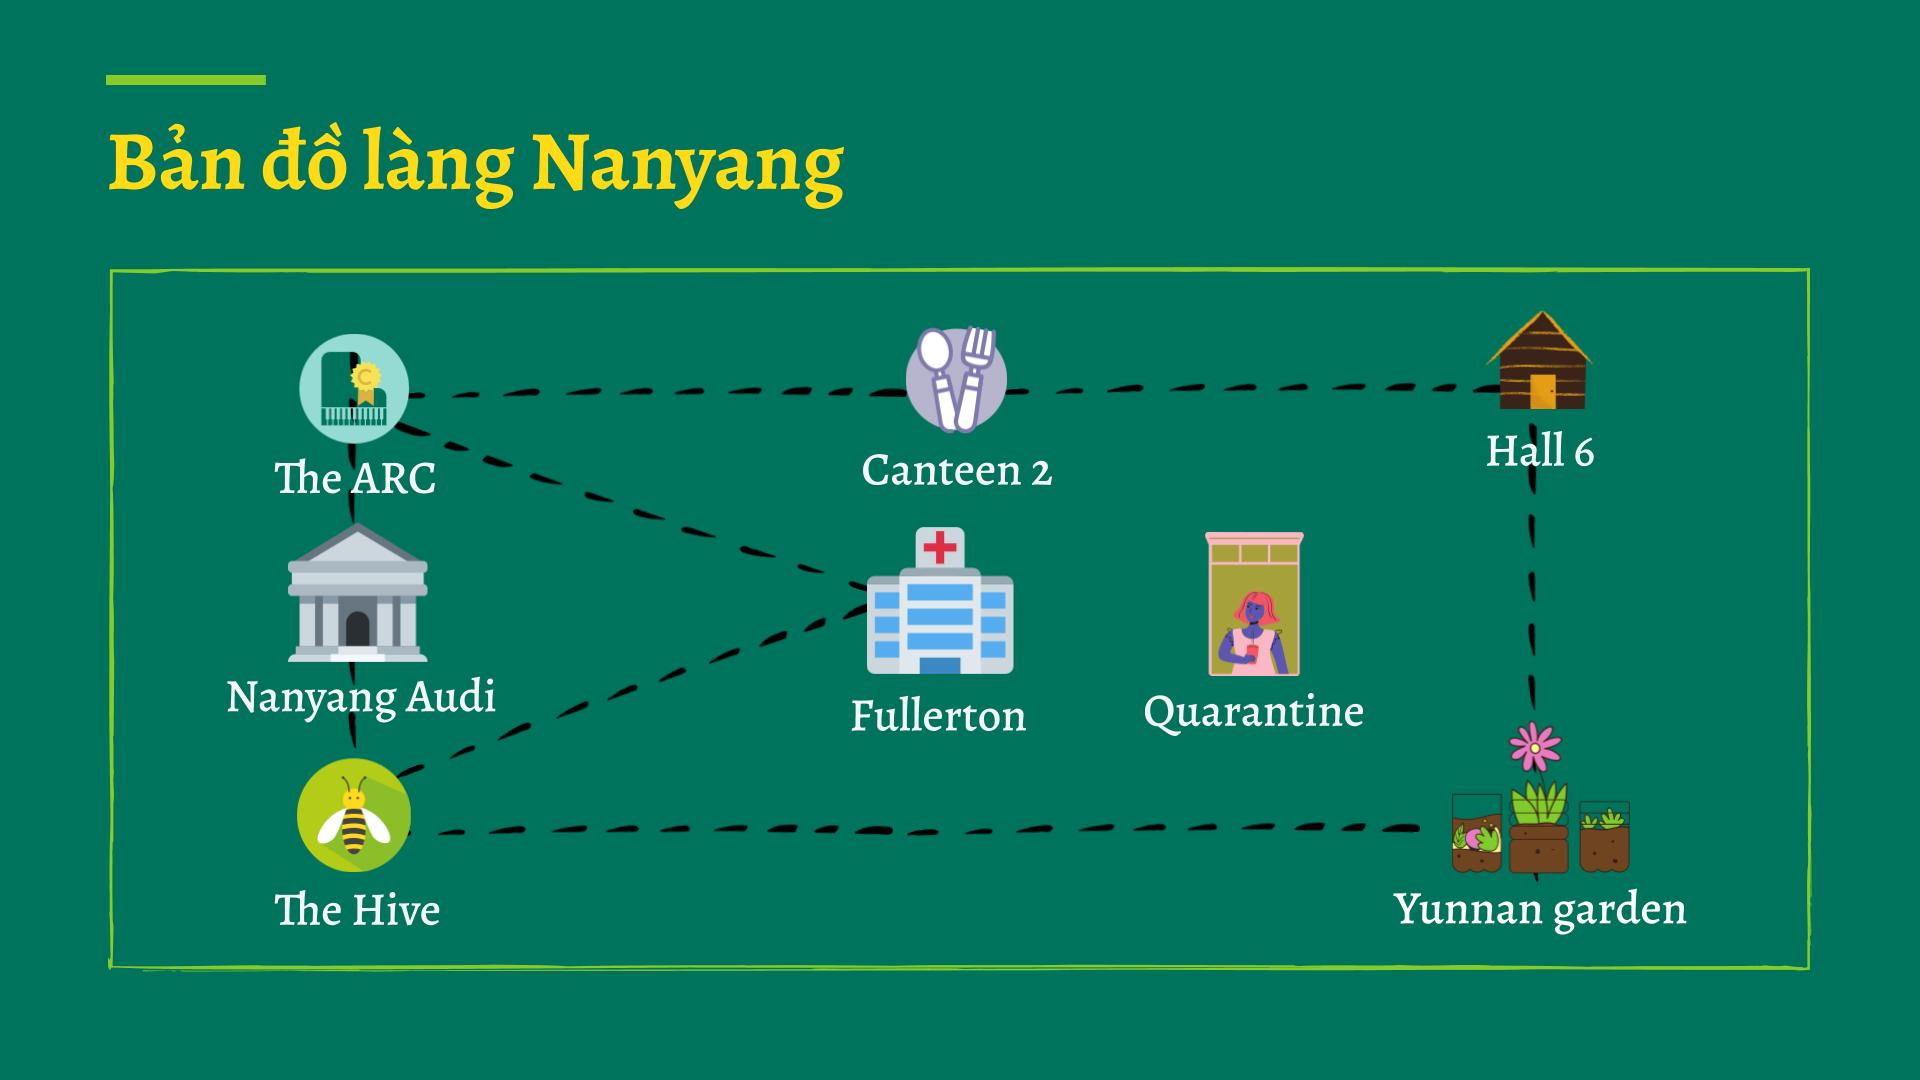 Bản đồ làng Nanyang
The ARC
Canteen 2
Hall 6
Nanyang Audi
Fullerton
Quarantine
The Hive
Yunnan garden